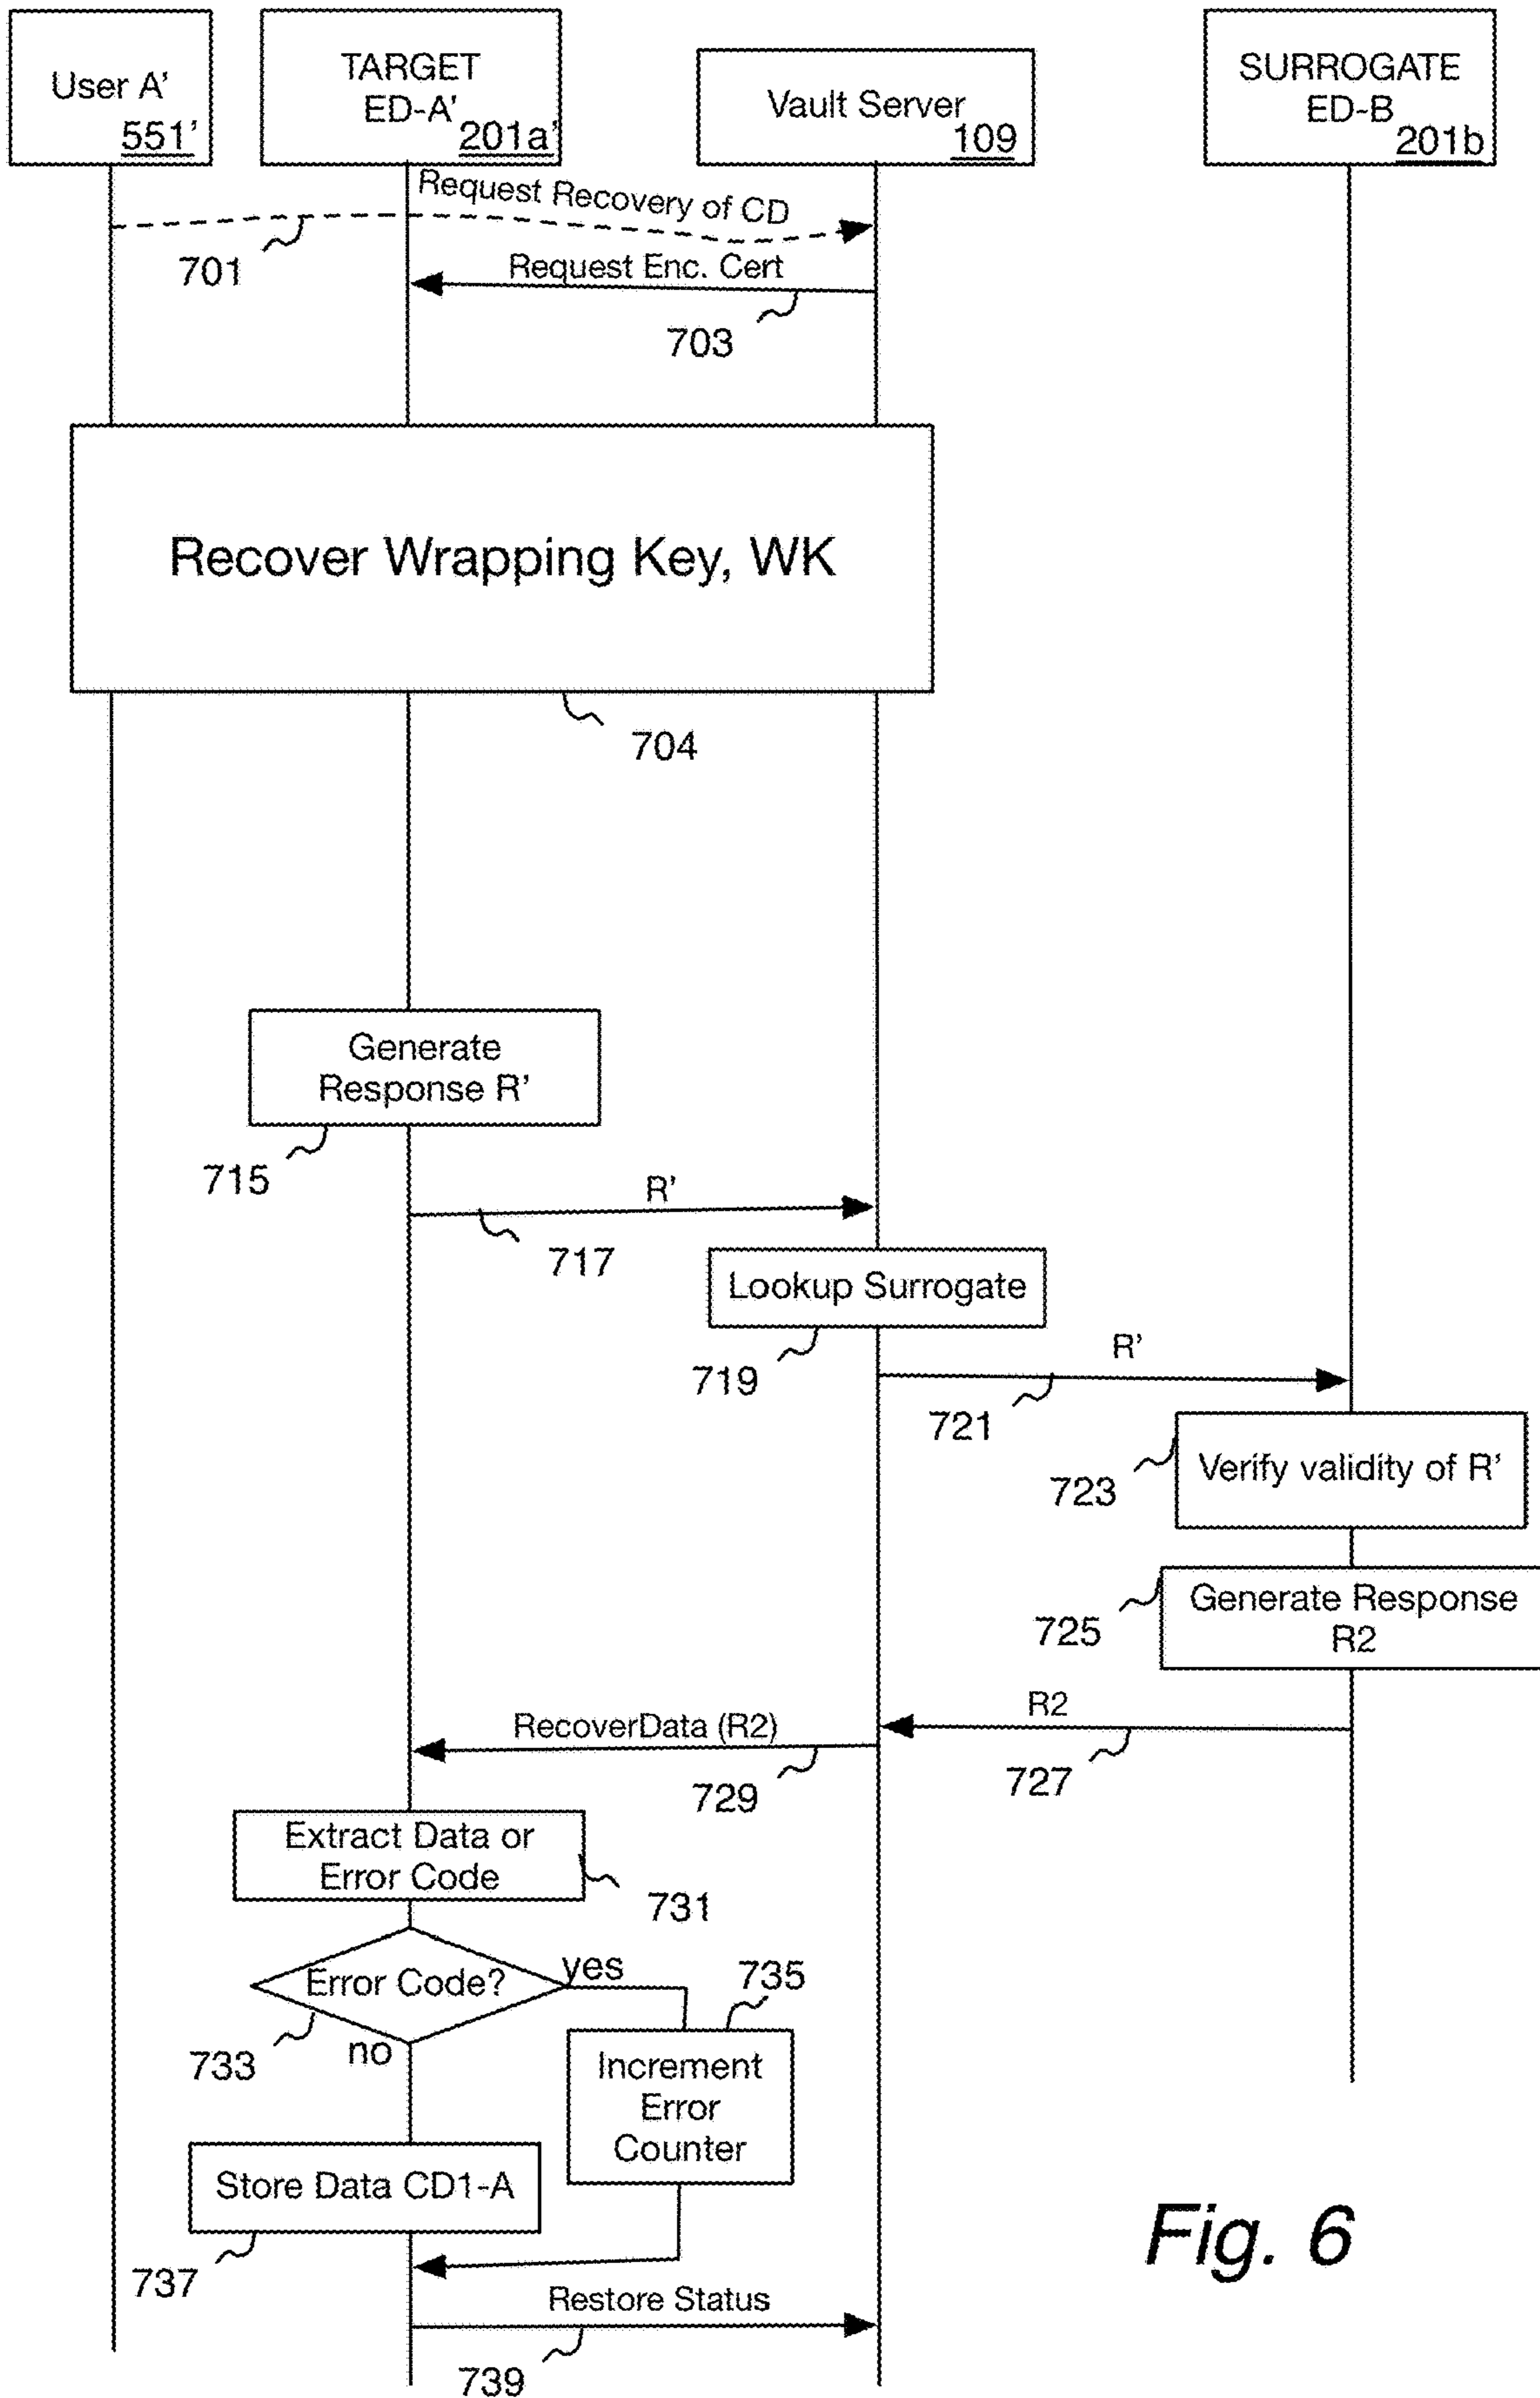 User A'
551'
TARGET
ED-A'
201a'
Vault Server
109
SURROGATE
ED-B
201b
Request Recovery of CD
701
Request Enc. Cert
703
Recover Wrapping Key, WK
704
Generate
Response R'
715
R'
717
Lookup Surrogate
719
R'
721
Verify validity of R'
723
Generate Response
R2
725
R2
727
RecoverData (R2)
729
Extract Data or
Error Code
731
Error Code?
yes
735
733
no
Increment
Error
Counter
Store Data CD1-A
737
Restore Status
739
Fig. 6